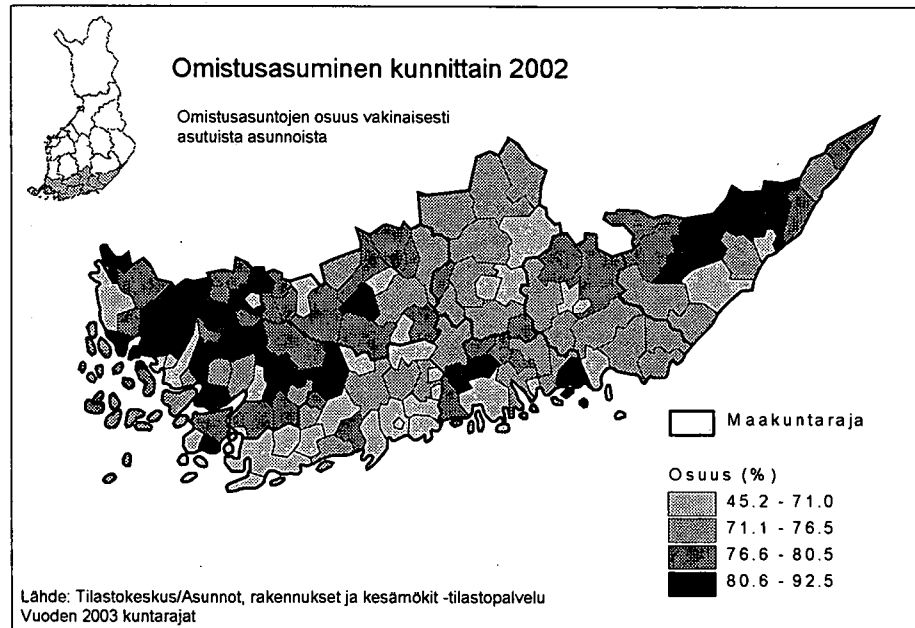 Omistusasuminen kunnittain 2002
Omistusasuntojen osuus vakinaisesti
asutuista asunnoista
Maakuntaraja
Osuus (%)
45.2 - 71.0
71.1 - 76.5
76.6 - 80.5
80.6 - 92.5
Lähde: Tilastokeskus/Asunnot, rakennukset ja kesämökit -tilastopalvelu
Vuoden 2003 kuntarajat